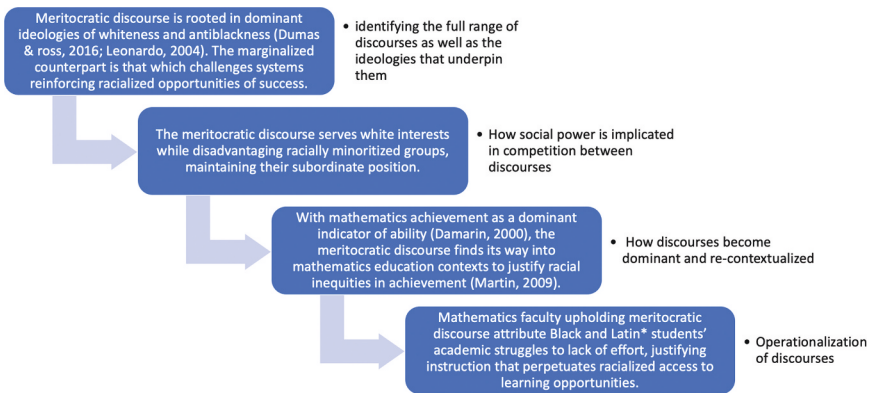 Meritocratic discourse is rooted in dominant
ideologies of whiteness and antiblackness (Dumas
& ross, 2016; Leonardo, 2004). The marginalized
counterpart is that which challenges systems
reinforcing racialized opportunities of success.
• identifying the full range of
discourses as well as the
ideologies that underpin
them
The meritocratic discourse serves white interests
while disadvantaging racially minoritized groups,
maintaining their subordinate position.
• How social power is implicated
in competition between
discourses
With mathematics achievement as a dominant
indicator of ability (Damarin, 2000), the
meritocratic discourse finds its way into
mathematics education contexts to justify racial
inequities in achievement (Martin, 2009).
• How discourses become
dominant and re-contextualized
Mathematics faculty upholding meritocratic
discourse attribute Black and Latin* students’
academic struggles to lack of effort, justifying
instruction that perpetuates racialized access to
learning opportunities.
• Operationalization
of discourses